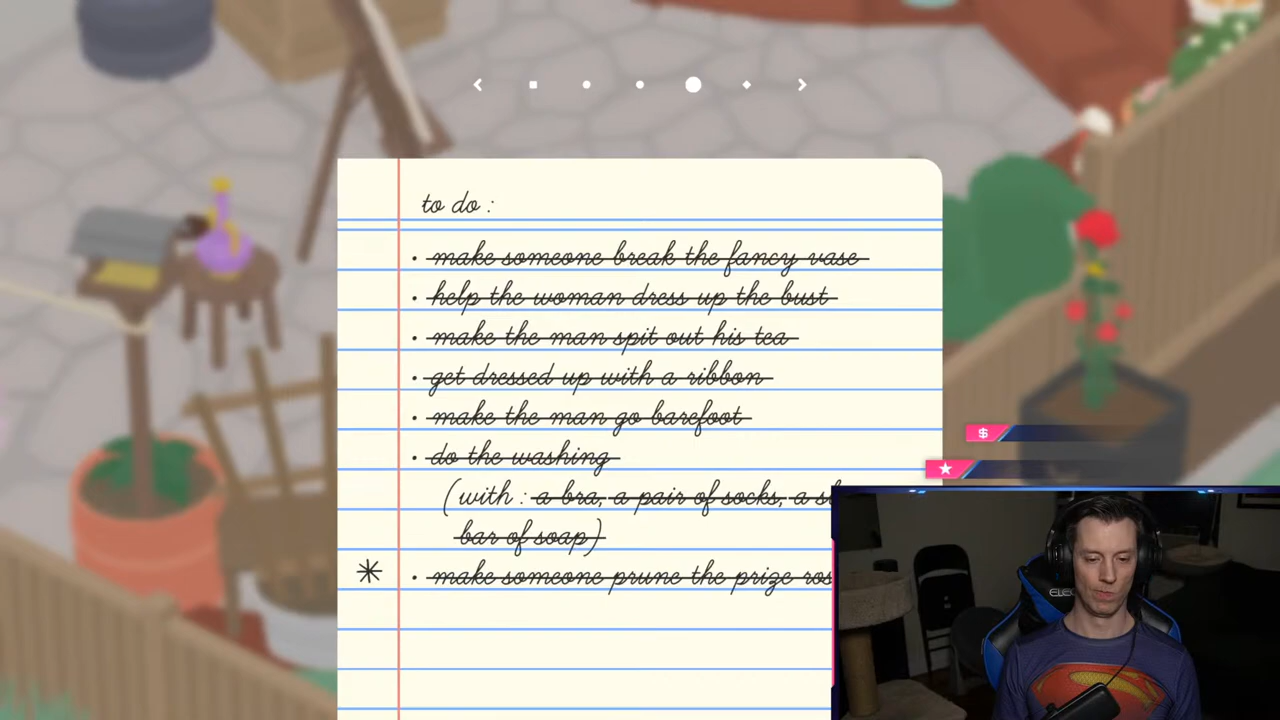 to do :
• make someone break the fancy vase
• help the woman dress up the bust
• make the man spit out his tea
• get dressed up with a ribbon
• make the man go barefoot
• do the washing
(with : a bra, a pair of socks, a
bar of soap)
• make someone prune the prize
$